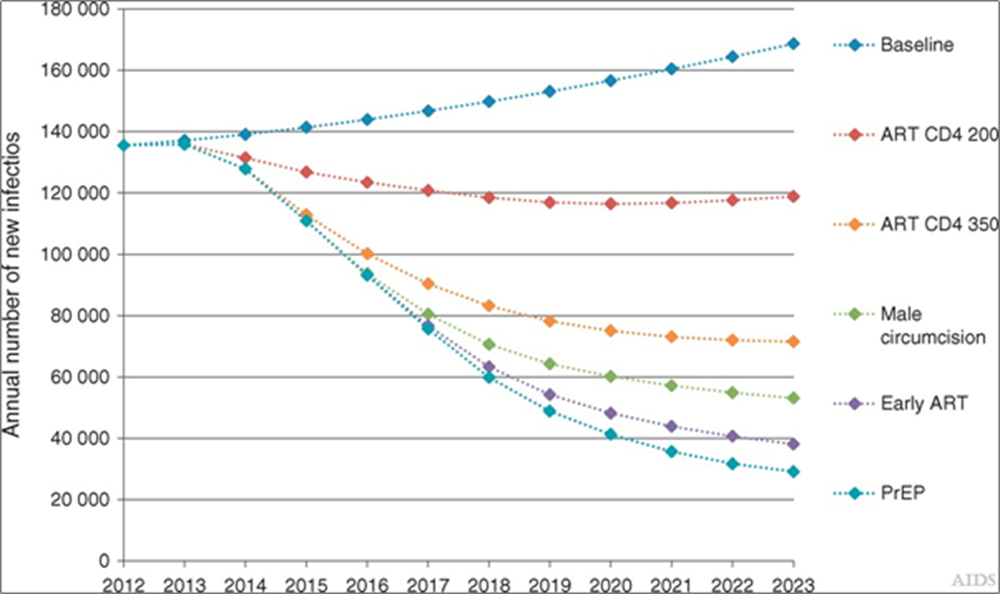 180 000
160 000
140 000
120 000
100 000
80 000
60 000
40 000
20 000
0
Annual number of new infectios
2012 2013 2014 2015 2016 2017 2018 2019 2020 2021 2022 2023
Baseline
ART CD4 200
ART CD4 350
Male
circumcision
Early ART
PrEP
AIDS